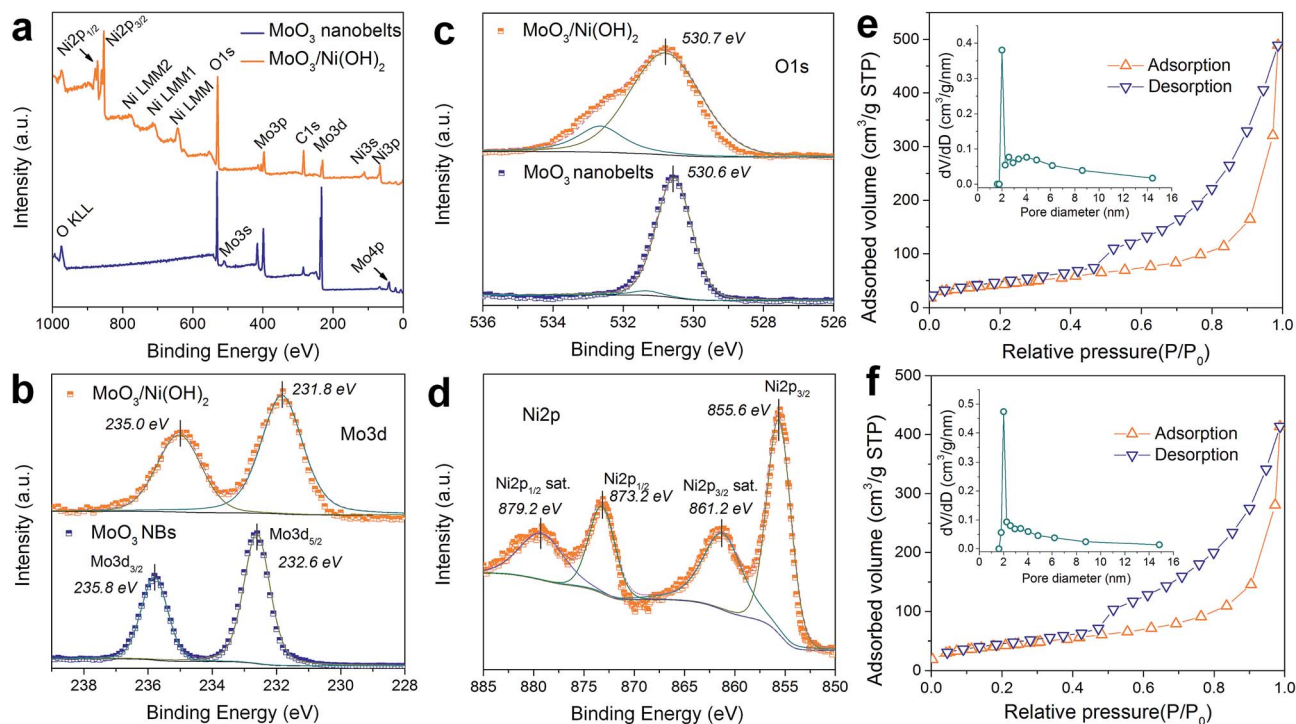 a
Ni2p1/2
Ni2p3/2
MoO3 nanobelts
MoO3/Ni(OH)2
Ni LMM2
Ni LMM1
Ni LMM
O1s
Mo3p
C1s
Mo3d
Ni3s
Ni3p
O KLL
Mo3s
Mo4p
Intensity (a.u.)
1000 800 600 400 200 0
Binding Energy (eV)
b
MoO3/Ni(OH)2
231.8 eV
235.0 eV
Mo3d
MoO3 NBs
Mo3d3/2
235.8 eV
Mo3d5/2
232.6 eV
Intensity (a.u.)
238 236 234 232 230 228
Binding Energy (eV)
c
MoO3/Ni(OH)2
530.7 eV
O1s
MoO3 nanobelts
530.6 eV
Intensity (a.u.)
536 534 532 530 528 526
Binding Energy (eV)
d
Ni2p
Ni2p3/2
855.6 eV
Ni2p1/2 sat.
879.2 eV
Ni2p1/2
873.2 eV
Ni2p3/2 sat.
861.2 eV
Intensity (a.u.)
885 880 875 870 865 860 855 850
Binding Energy (eV)
e
Adsorbed volume (cm3/g STP)
500
400
300
200
100
0
dV/dD (cm3/g/nm)
0.4
0.3
0.2
0.1
0.0
0 2 4 6 8 10 12 14 16
Pore diameter (nm)
Adsorption
Desorption
0.0 0.2 0.4 0.6 0.8 1.0
Relative pressure(P/P0)
f
Adsorbed volume (cm3/g STP)
500
400
300
200
100
0
dV/dD (cm3/g/nm)
0.5
0.4
0.3
0.2
0.1
0.0
0 2 4 6 8 10 12 14 16
Pore diameter (nm)
Adsorption
Desorption
0.0 0.2 0.4 0.6 0.8 1.0
Relative pressure(P/P0)